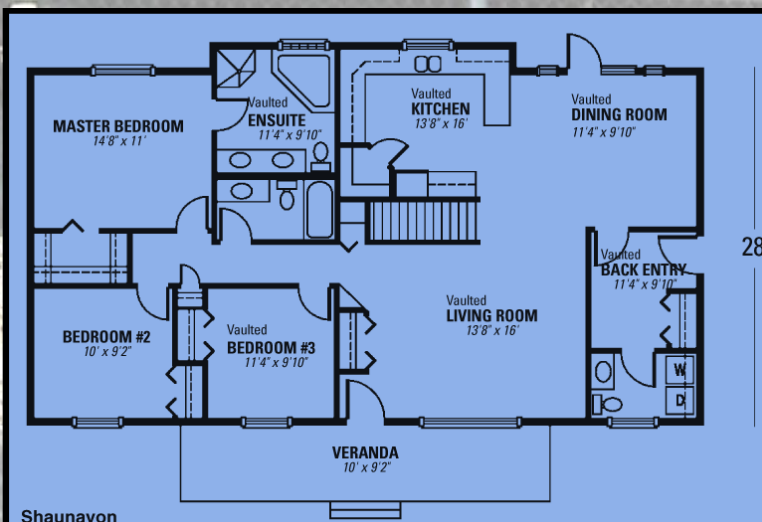 MASTER BEDROOM
14'8" x 11'
Vaulted
ENSUITE
11'4" x 9'10"
Vaulted
KITCHEN
13'8" x 16'
Vaulted
DINING ROOM
11'4" x 9'10"
28
Vaulted
BACK ENTRY
11'4" x 9'10"
BEDROOM #2
10' x 9'2"
Vaulted
BEDROOM #3
11'4" x 9'10"
Vaulted
LIVING ROOM
13'8" x 16'
W
D
VERANDA
10' x 9'2"
Shaunavon